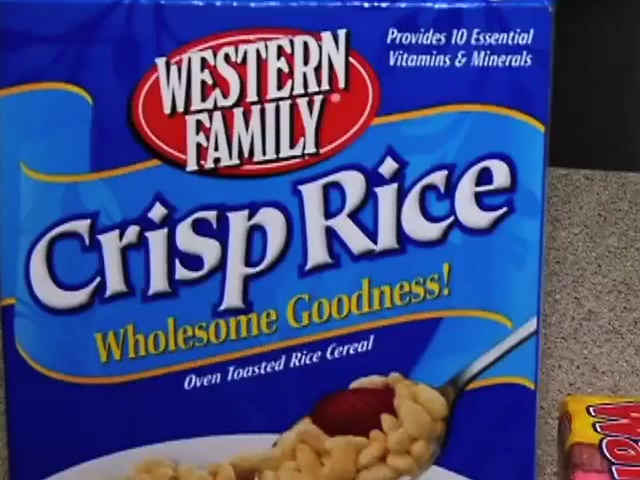 Provides 10 Essential
Vitamins & Minerals
WESTERN
FAMILY
Crisp Rice
Wholesome Goodness!
Oven Toasted Rice Cereal